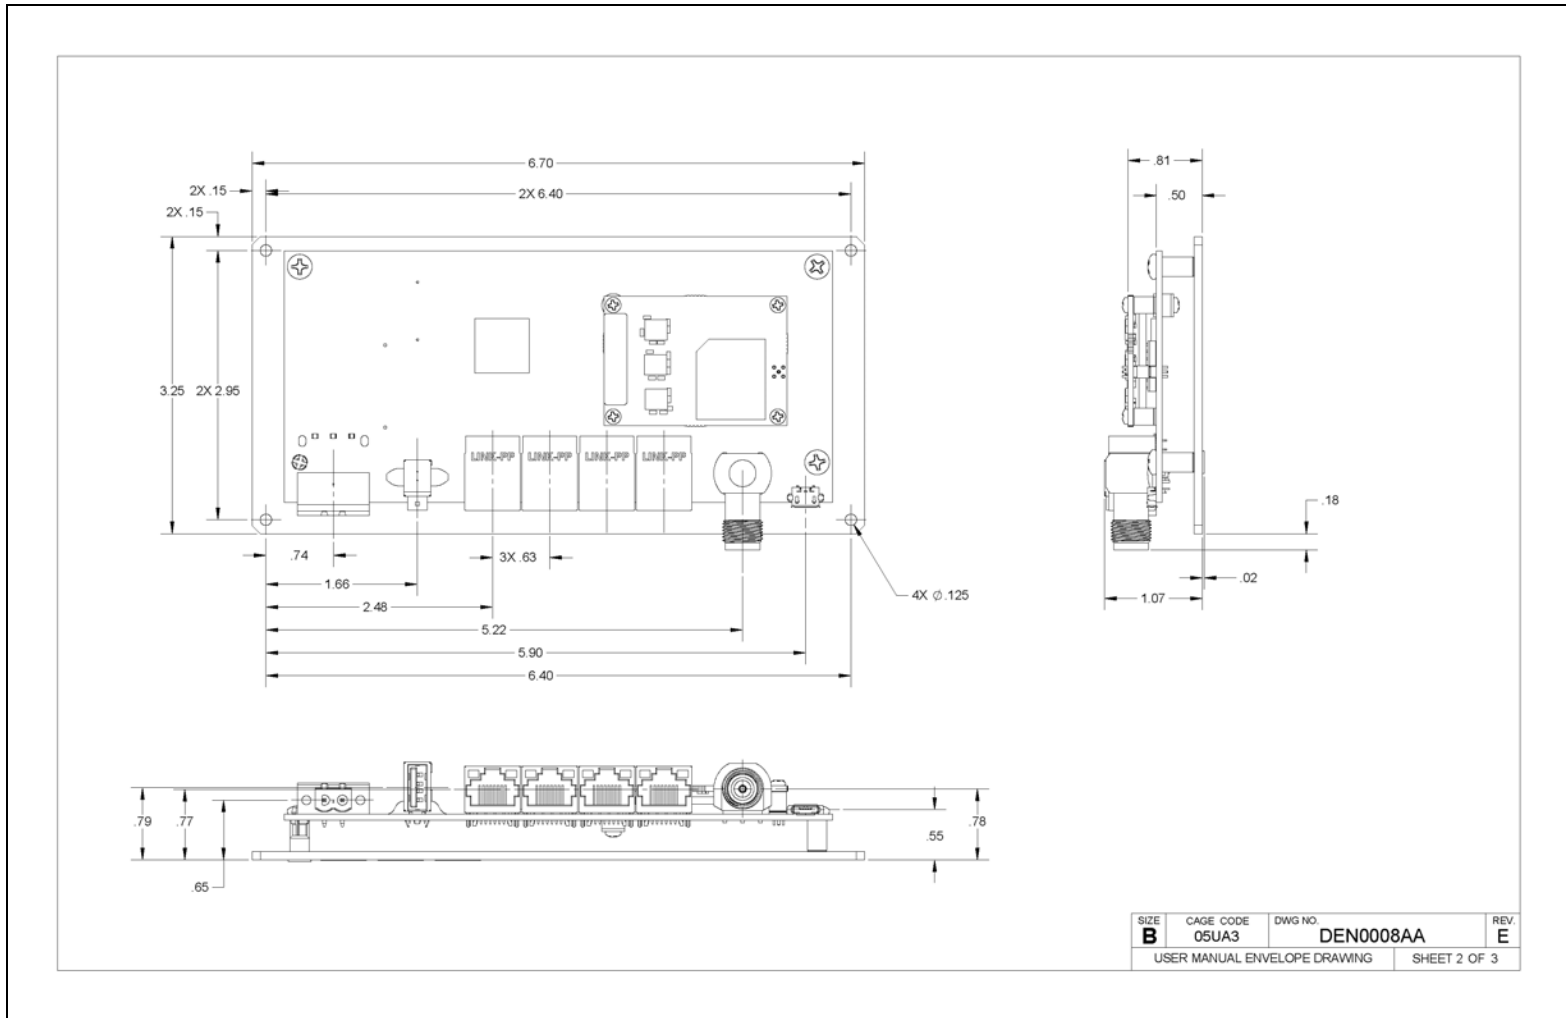 6.70
2X .15
2X 6.40
2X .15
3.25
2X 2.95
LINK-PP LINK-PP LINK-PP LINK-PP
.74
3X .63
1.66
2.48
4X Ø.125
5.22
5.90
6.40
.81
.50
.18
.02
1.07
.79
.77
.65
.55
.78
SIZE
B
CAGE CODE
05UA3
DWG NO.
DEN0008AA
REV.
E
USER MANUAL ENVELOPE DRAWING
SHEET 2 OF 3